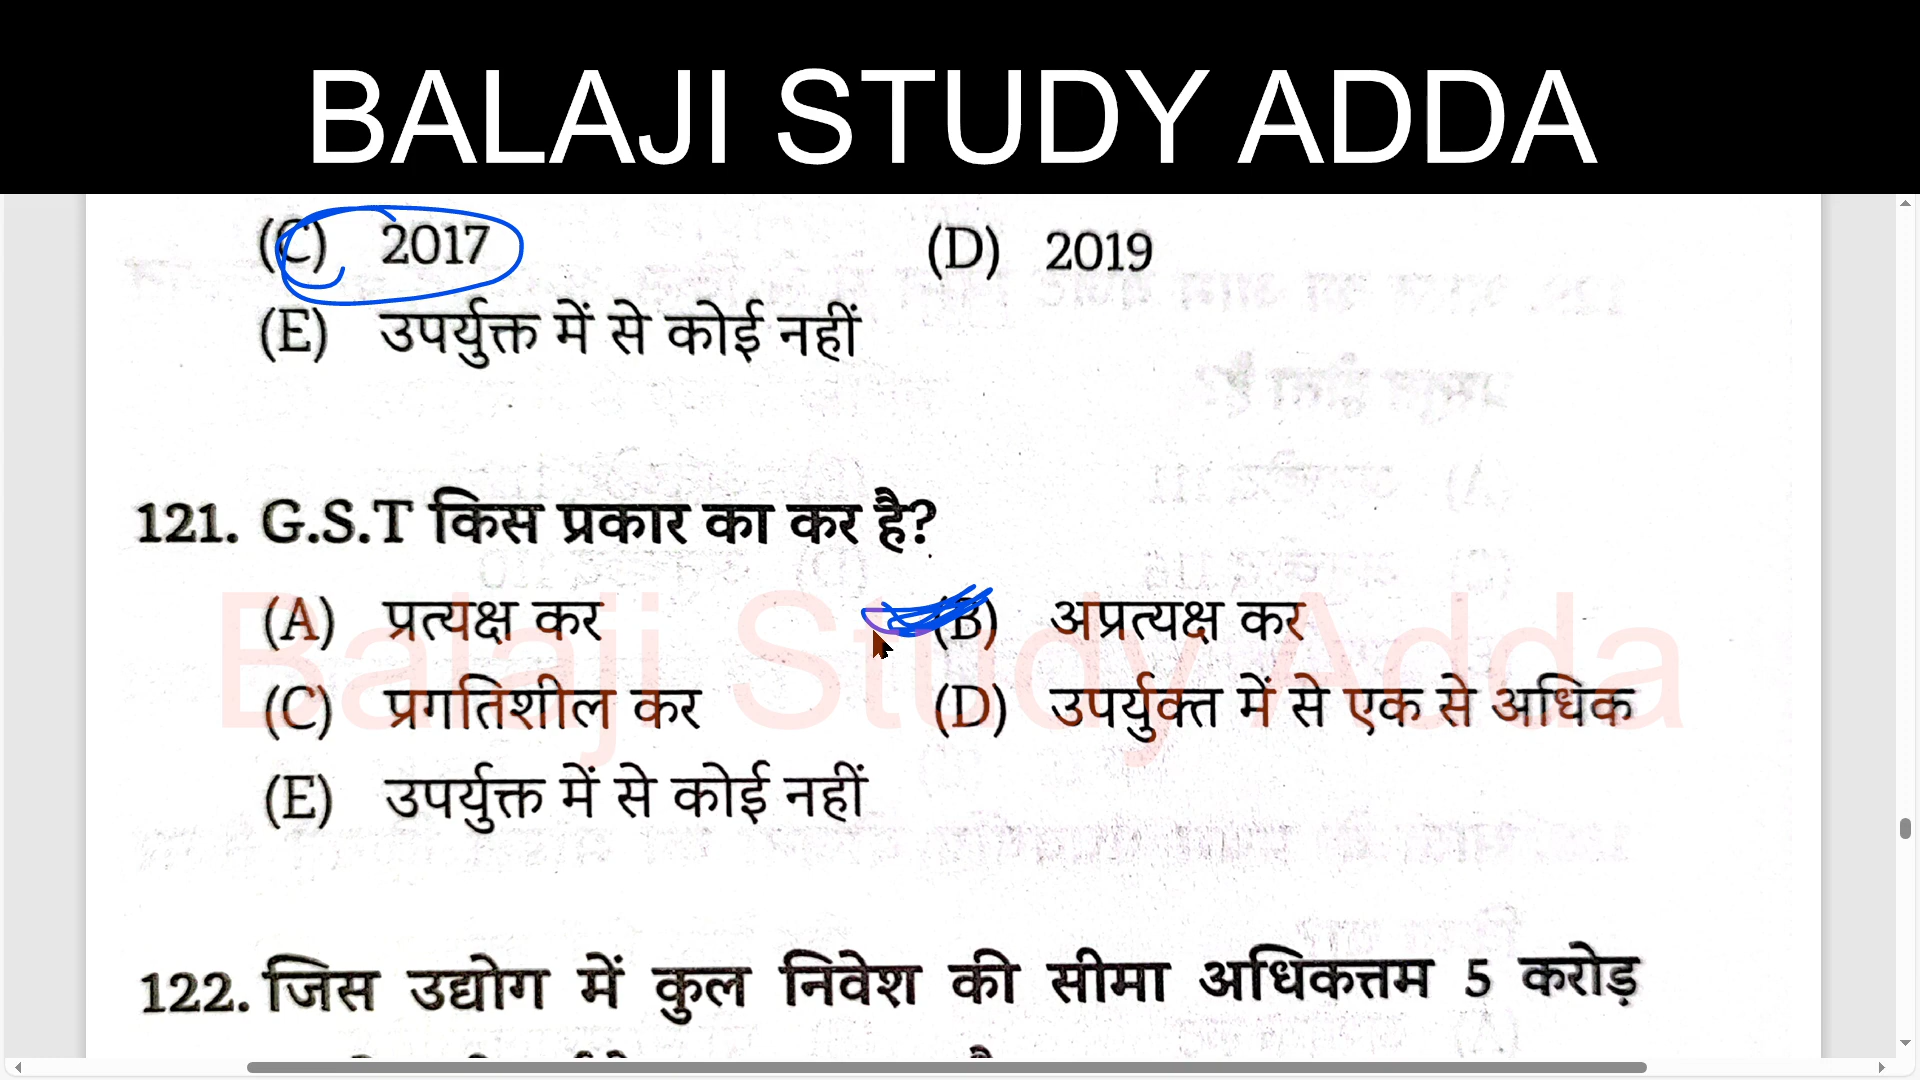 BALAJI STUDY ADDA
(C) 2017 (D) 2019
(E) उपर्युक्त में से कोई नहीं
121. G.S.T किस प्रकार का कर है?
(A) प्रत्यक्ष कर (B) अप्रत्यक्ष कर
Balaji Study Adda
(C) प्रगतिशील कर (D) उपर्युक्त में से एक से अधिक
(E) उपर्युक्त में से कोई नहीं
122. जिस उद्योग में कुल निवेश की सीमा अधिकत्तम 5 करोड़